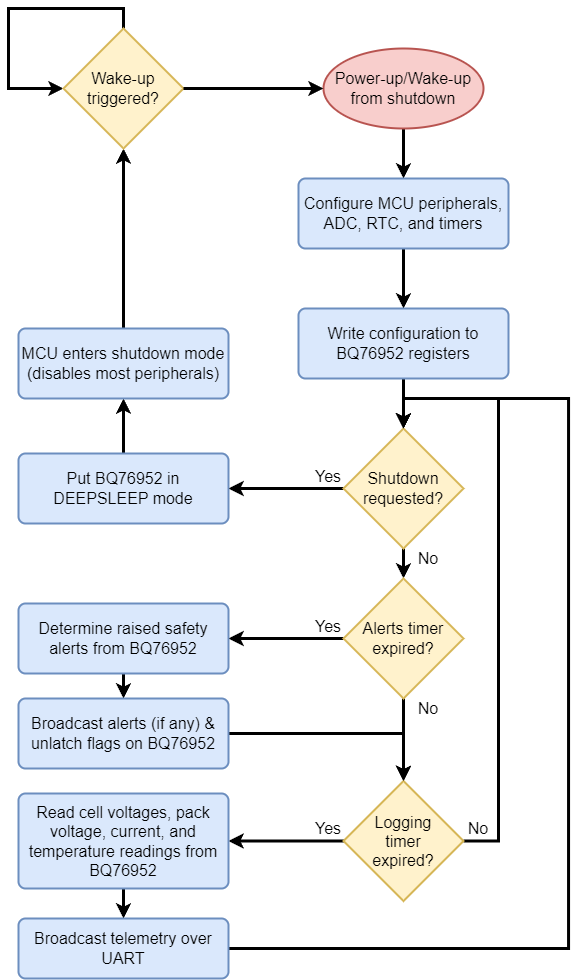 Wake-up
triggered?
Power-up/Wake-up
from shutdown
Configure MCU peripherals,
ADC, RTC, and timers
Write configuration to
BQ76952 registers
MCU enters shutdown mode
(disables most peripherals)
Shutdown
requested?
Yes
Put BQ76952 in
DEEPSLEEP mode
No
Alerts timer
expired?
Yes
Determine raised safety
alerts from BQ76952
Broadcast alerts (if any) &
unlatch flags on BQ76952
No
Logging
timer
expired?
No
Yes
Read cell voltages, pack
voltage, current, and
temperature readings from
BQ76952
Broadcast telemetry over
UART